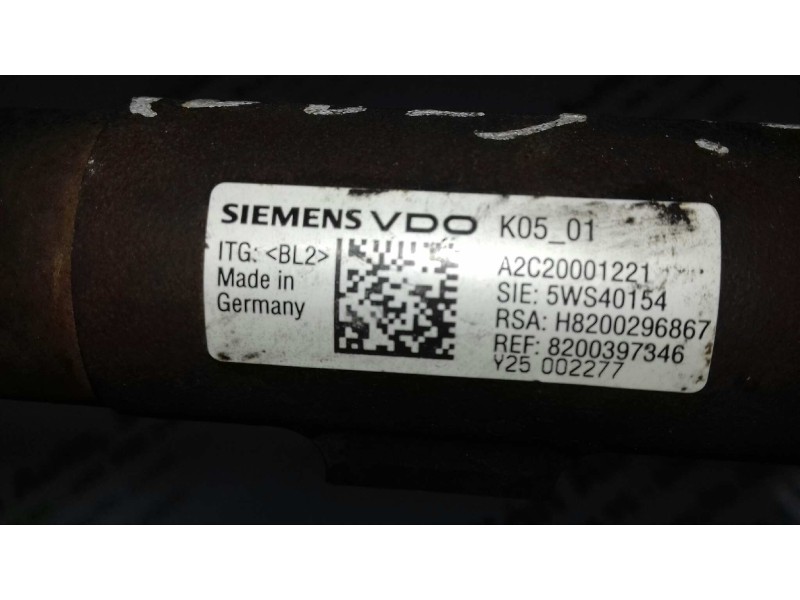 SIEMENS VDO K05_01
ITG: <BL2> A2C20001221
Made in SIE: 5WS40154
Germany RSA: H8200296867
REF: 8200397346
Y25 002277